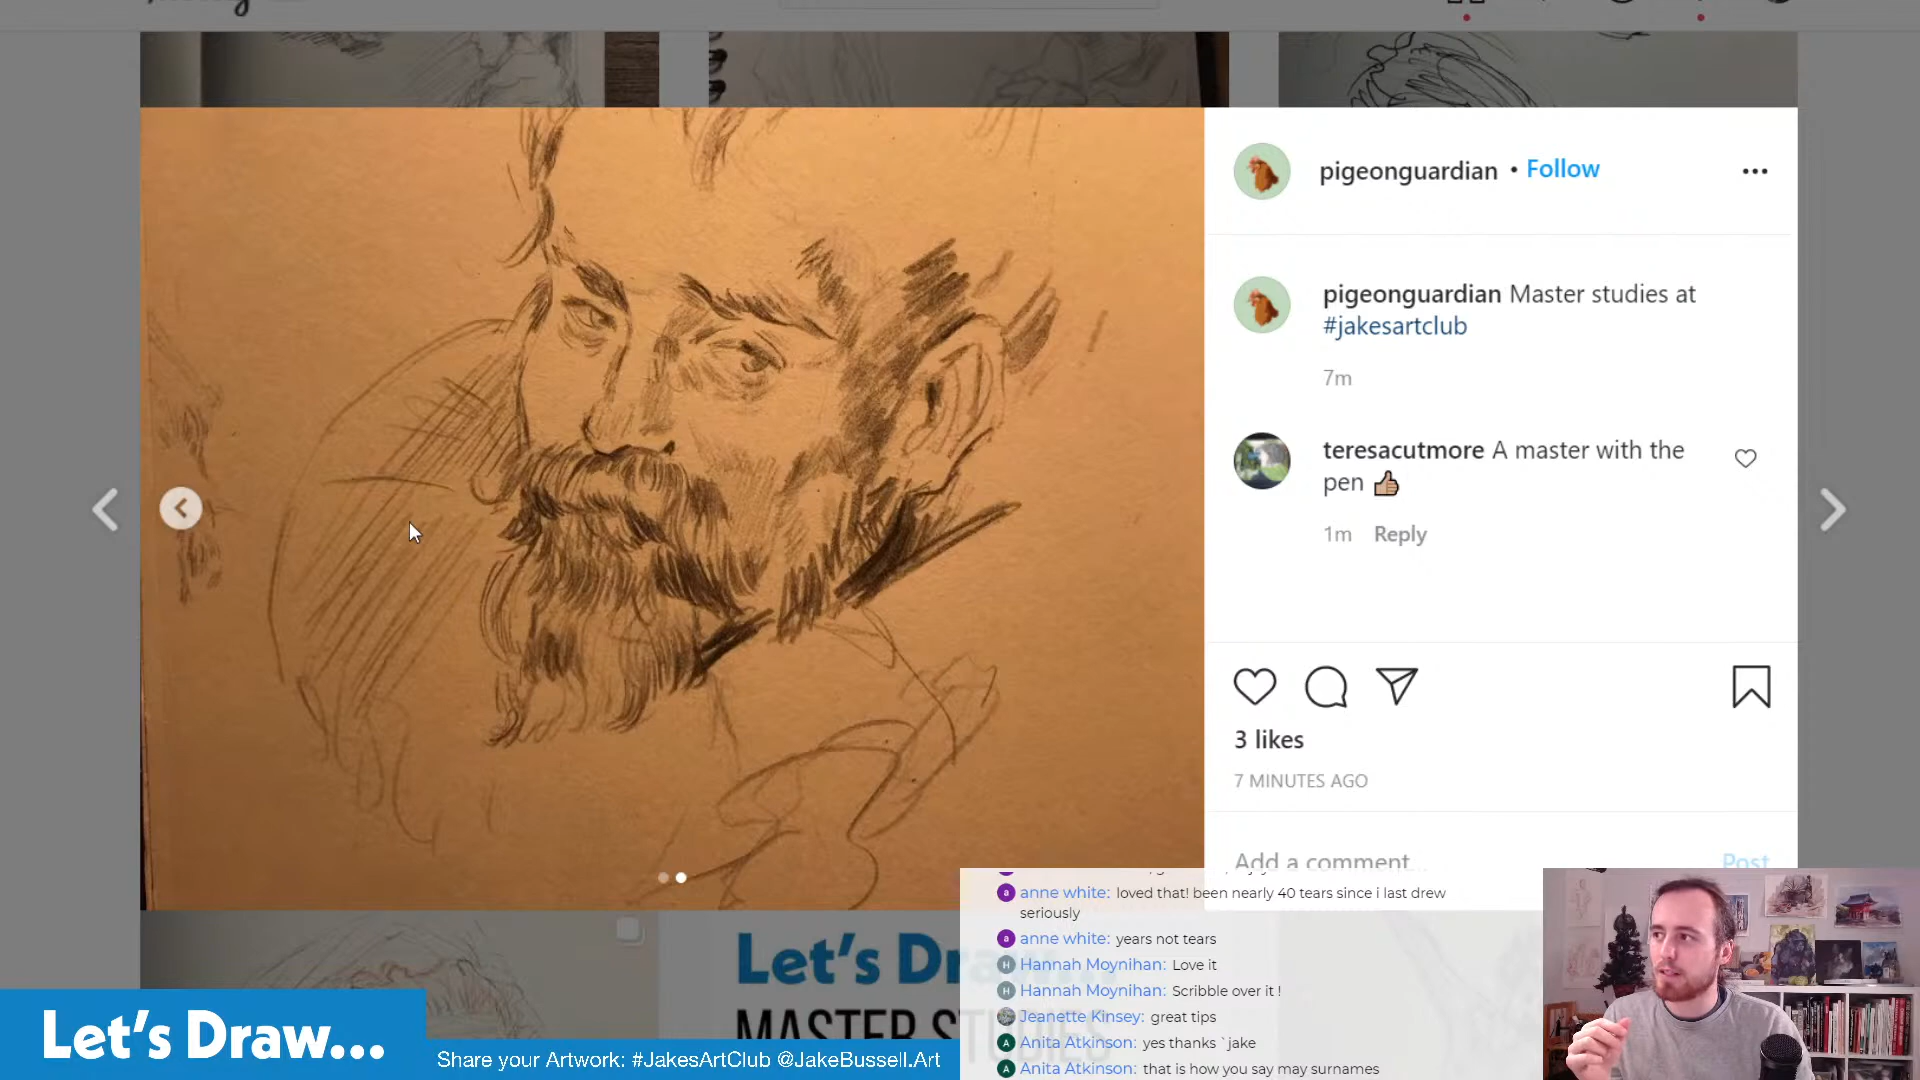 pigeonguardian • Follow
pigeonguardian Master studies at
#jakesartclub
7m
teresacutmore A master with the
pen 👍🏽
1m Reply
3 likes
7 MINUTES AGO
Add a comment...
Post
anne white: loved that! been nearly 40 tears since i last drew
seriously
anne white: years not tears
Hannah Moynihan: Love it
Hannah Moynihan: Scribble over it !
Jeanette Kinsey: great tips
Anita Atkinson: yes thanks `jake
Anita Atkinson: that is how you say may surnames
Let's
MASTER
Let's Draw...
Share your Artwork: #JakesArtClub @JakeBussell.Art